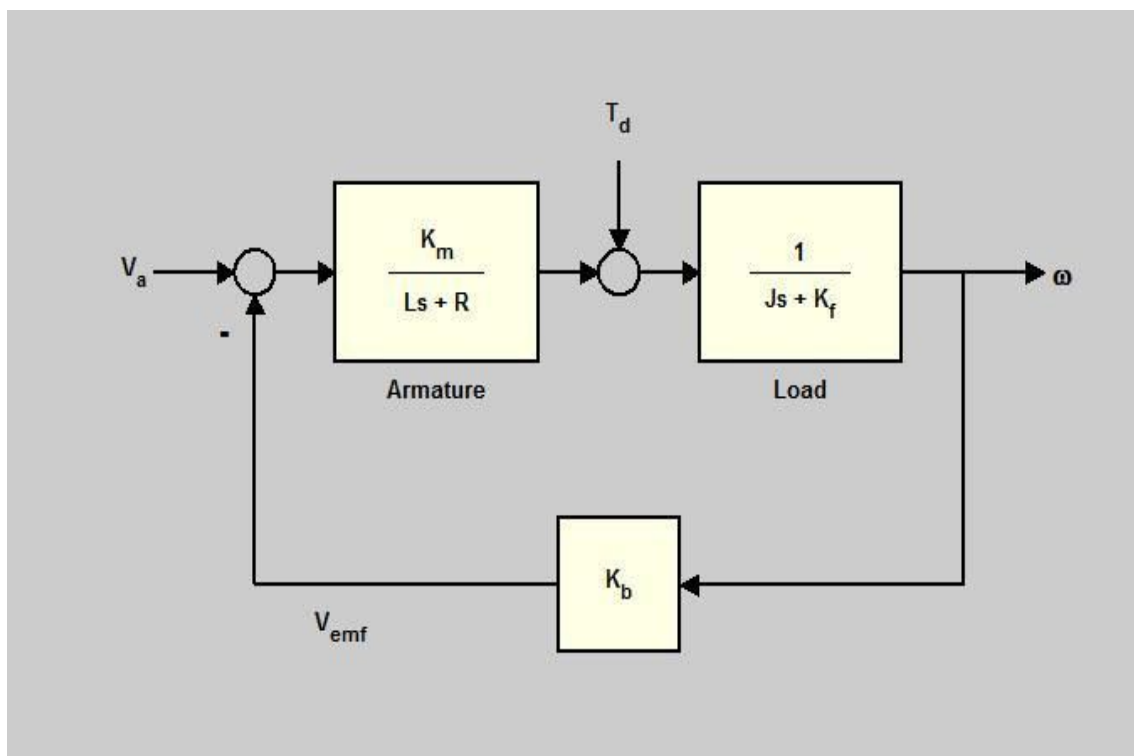 T_d
V_a
-
K_m
Ls + R
Armature
1
Js + K_f
Load
ω
K_b
V_emf